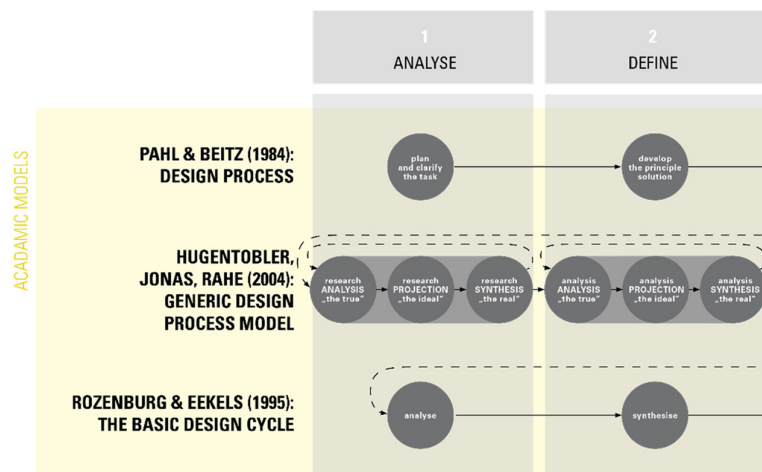 1
ANALYSE
2
DEFINE
ACADAMIC MODELS
PAHL & BEITZ (1984):
DESIGN PROCESS
plan
and clarify
the task
develop
the principle
solution
HUGENTOBLER,
JONAS, RAHE (2004):
GENERIC DESIGN
PROCESS MODEL
research
ANALYSIS
„the true"
research
PROJECTION
„the ideal"
research
SYNTHESIS
„the real"
analysis
ANALYSIS
„the true"
analysis
PROJECTION
„the ideal"
analysis
SYNTHESIS
„the real"
ROZENBURG & EEKELS (1995):
THE BASIC DESIGN CYCLE
analyse
synthesise